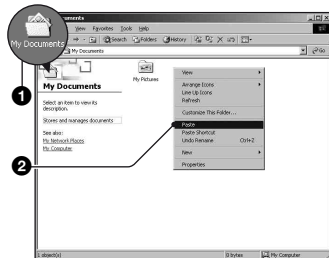 My Documents
View Favorites Tools Help
Search Folders History
My Documents
Go
My Documents
Select an item to view its
description.
Stores and manages documents
See also:
My Network Places
My Computer
My Pictures
View
Arrange Icons
Line Up Icons
Refresh
Customize This Folder...
Paste
Paste Shortcut
Undo Rename Ctrl+Z
New
Properties
1
2
1 object(s)
0 bytes
My Computer